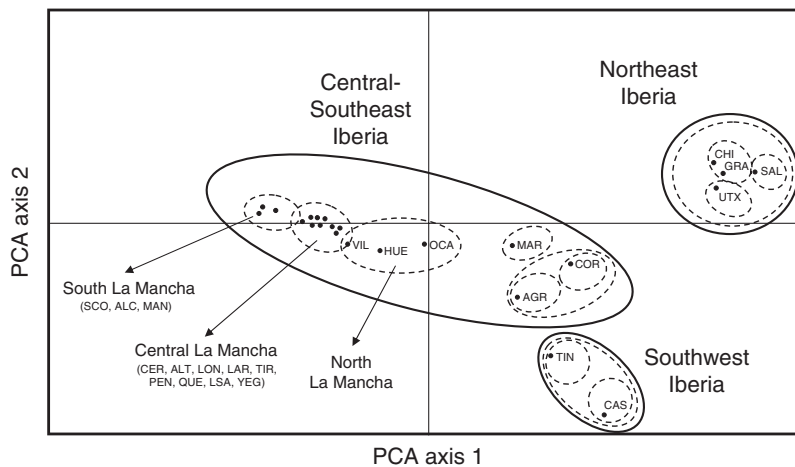 Central-
Southeast
Iberia
Northeast
Iberia
CHI
GRA
SAL
UTX
PCA axis 2
VIL
HUE
OCA
MAR
COR
AGR
South La Mancha
(SCO, ALC, MAN)
Central La Mancha
(CER, ALT, LON, LAR, TIR,
PEN, QUE, LSA, YEG)
North
La Mancha
TIN
CAS
Southwest
Iberia
PCA axis 1